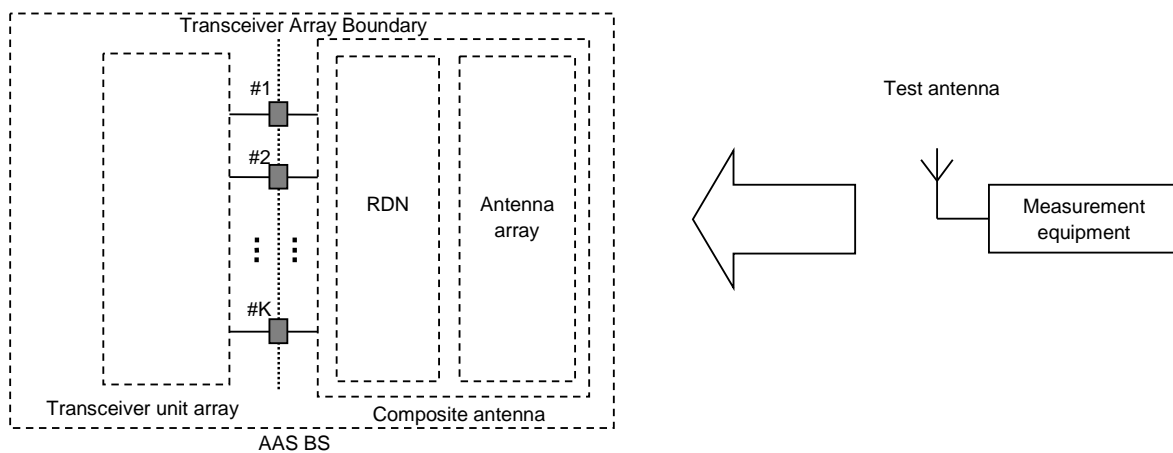 Transceiver Array Boundary
#1
#2
#K
RDN
Antenna
array
Transceiver unit array
Composite antenna
AAS BS
Test antenna
Measurement
equipment